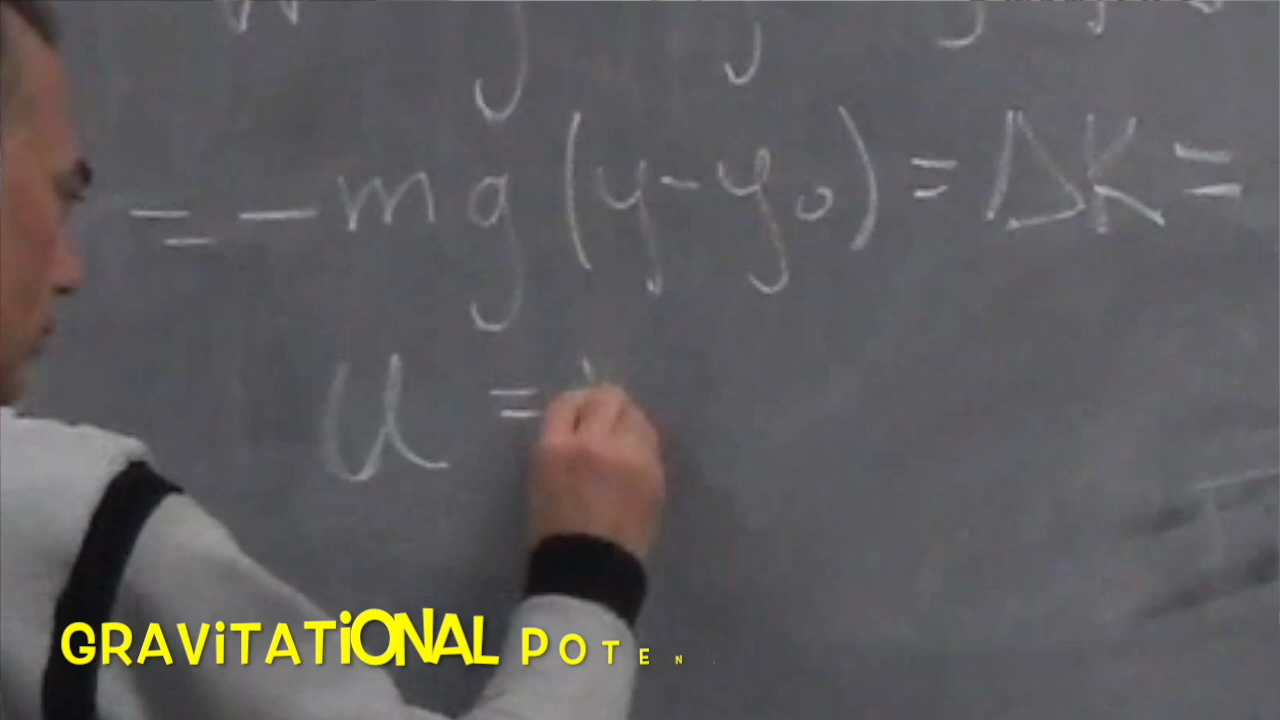 = - mg (y - y₀) = ΔK =
U =
GRAVITATIONAL POTEN